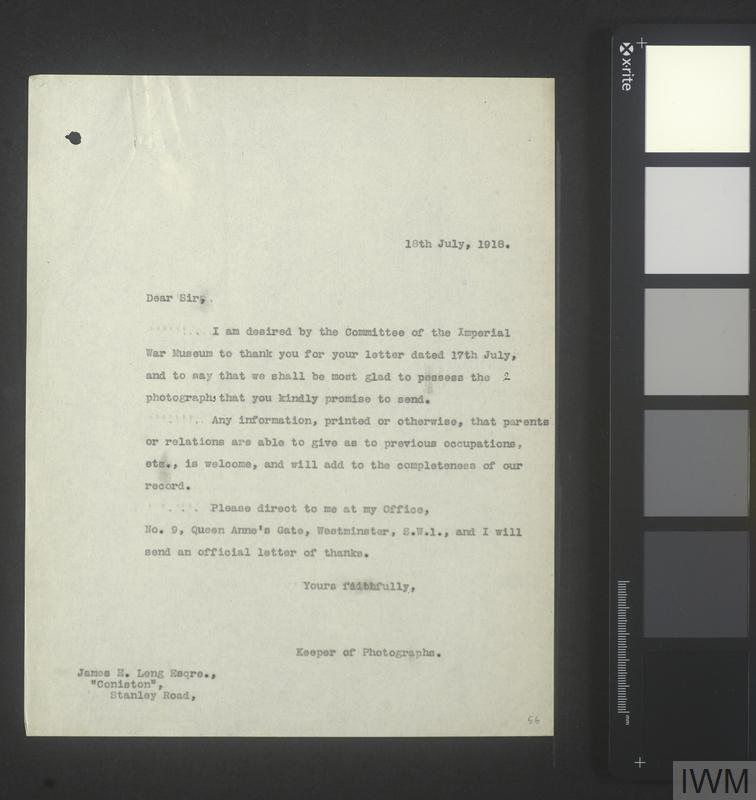 18th July, 1918.
Dear Sir,
I am desired by the Committee of the Imperial
War Museum to thank you for your letter dated 17th July,
and to say that we shall be most glad to possess the 2
photographs that you kindly promise to send.
Any information, printed or otherwise, that parents
or relations are able to give as to previous occupations,
etc., is welcome, and will add to the completeness of our
record.
Please direct to me at my Office,
No. 9, Queen Anne's Gate, Westminster, S.W.1., and I will
send an official letter of thanks.
Yours faithfully,
Keeper of Photographs.
James E. Long Esqre.,
"Coniston",
Stanley Road,
56
x-rite
mm
IWM